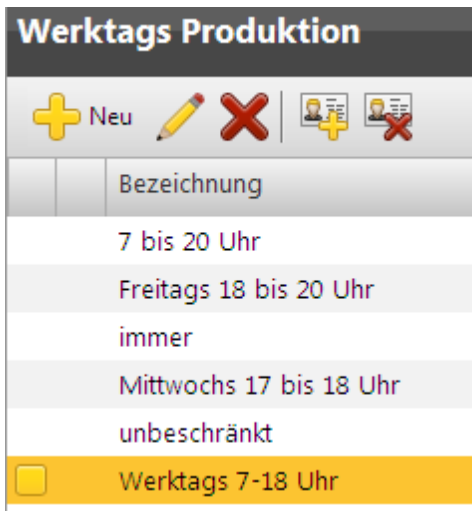 Werktags Produktion
Neu
Bezeichnung
7 bis 20 Uhr
Freitags 18 bis 20 Uhr
immer
Mittwochs 17 bis 18 Uhr
unbeschränkt
Werktags 7-18 Uhr